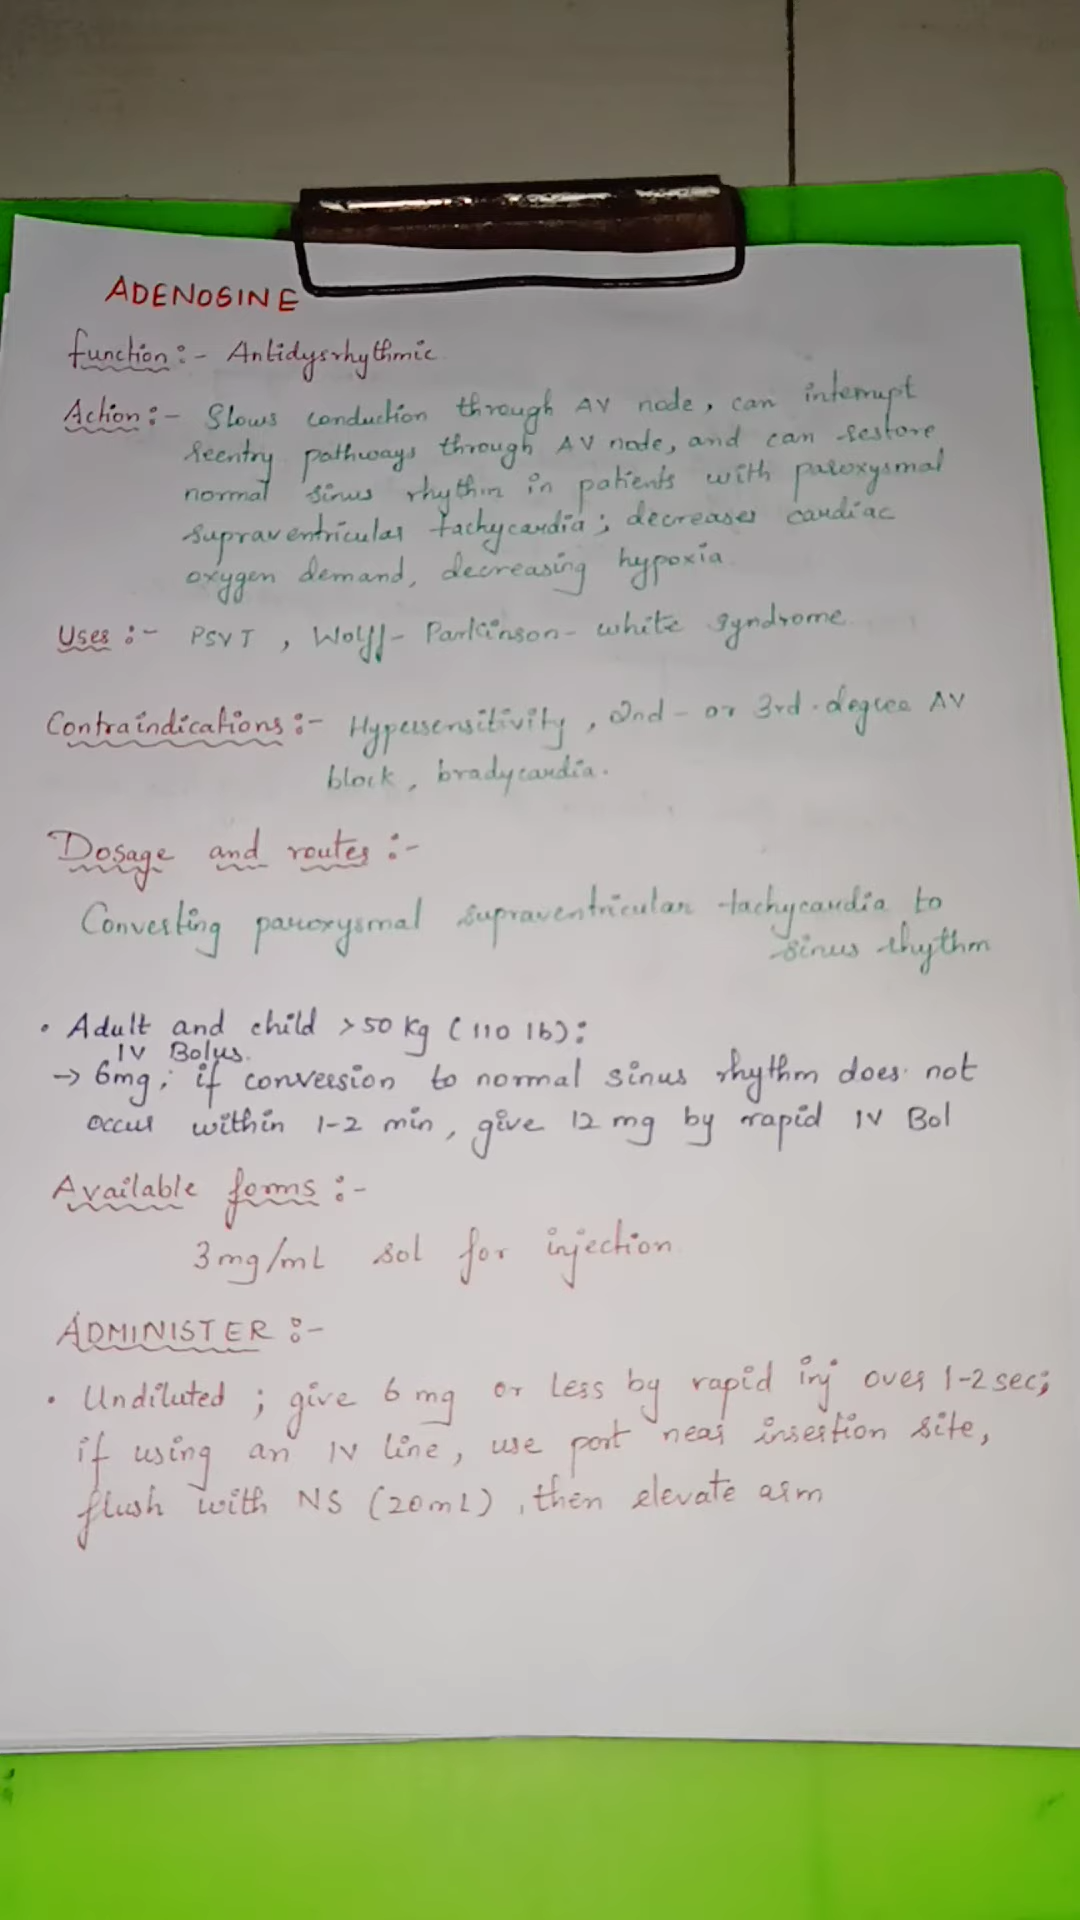 ADENOSINE
Function:- Antidysrhythmic
Action:- Slows conduction through AV node, can interrupt
reentry pathways through AV node, and can restore
normal sinus rhythm in patients with paroxysmal
supraventricular tachycardia; decreases cardiac
oxygen demand, decreasing hypoxia.
Uses:- PSVT, Wolff-Parkinson-white syndrome
Contraindications:- Hypersensitivity, 2nd- or 3rd-degree AV
block, bradycardia.
Dosage and routes:-
Converting paroxysmal supraventricular tachycardia to
sinus rhythm
• Adult and child >50 kg (110 lb):
IV Bolus.
→ 6mg; if conversion to normal sinus rhythm does not
occur within 1-2 min, give 12 mg by rapid IV Bol
Available forms:-
3mg/mL sol for injection
ADMINISTER:-
• Undiluted; give 6 mg or less by rapid inj over 1-2 sec;
if using an IV line, use port near insertion site,
flush with NS (20mL), then elevate arm